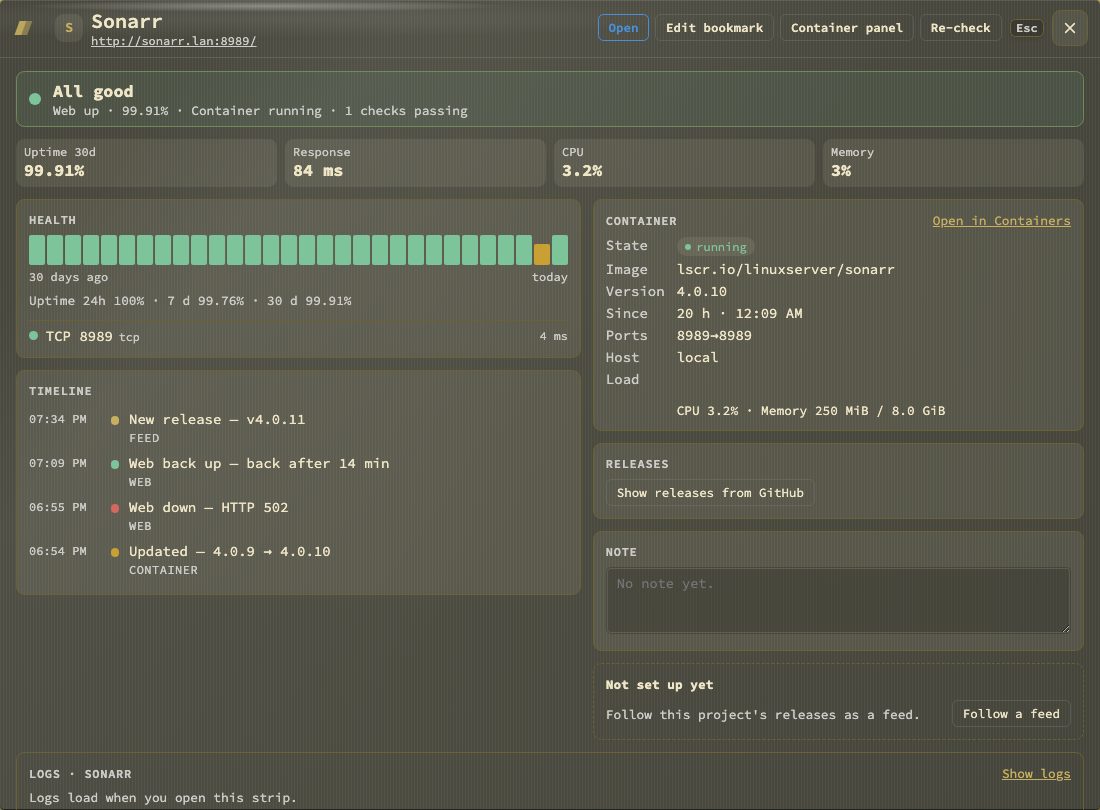 S
Sonarr
http://sonarr.lan:8989/
Open
Edit bookmark
Container panel
Re-check
Esc
All good
Web up · 99.91% · Container running · 1 checks passing
Uptime 30d
99.91%
Response
84 ms
CPU
3.2%
Memory
3%
HEALTH
30 days ago
today
Uptime 24h 100% · 7 d 99.76% · 30 d 99.91%
TCP 8989 tcp
4 ms
TIMELINE
07:34 PM New release — v4.0.11
FEED
07:09 PM Web back up — back after 14 min
WEB
06:55 PM Web down — HTTP 502
WEB
06:54 PM Updated — 4.0.9 → 4.0.10
CONTAINER
CONTAINER
Open in Containers
State running
Image lscr.io/linuxserver/sonarr
Version 4.0.10
Since 20 h · 12:09 AM
Ports 8989→8989
Host local
Load
CPU 3.2% · Memory 250 MiB / 8.0 GiB
RELEASES
Show releases from GitHub
NOTE
No note yet.
Not set up yet
Follow this project's releases as a feed.
Follow a feed
LOGS · SONARR
Show logs
Logs load when you open this strip.